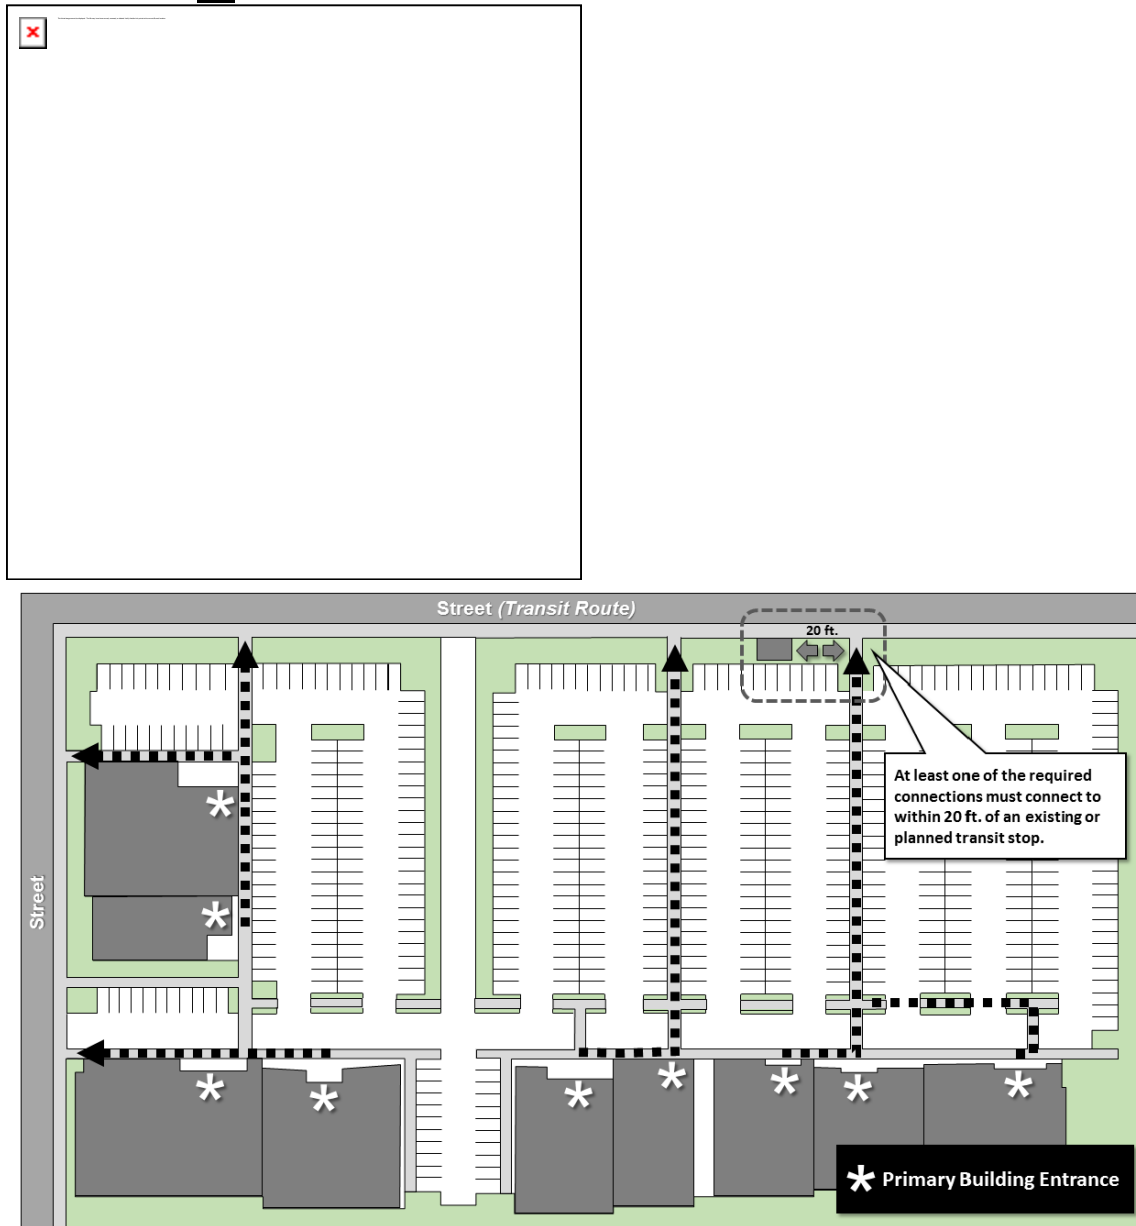 Street (Transit Route)
20 ft.
At least one of the required
connections must connect to
within 20 ft. of an existing or
planned transit stop.
Street
Primary Building Entrance